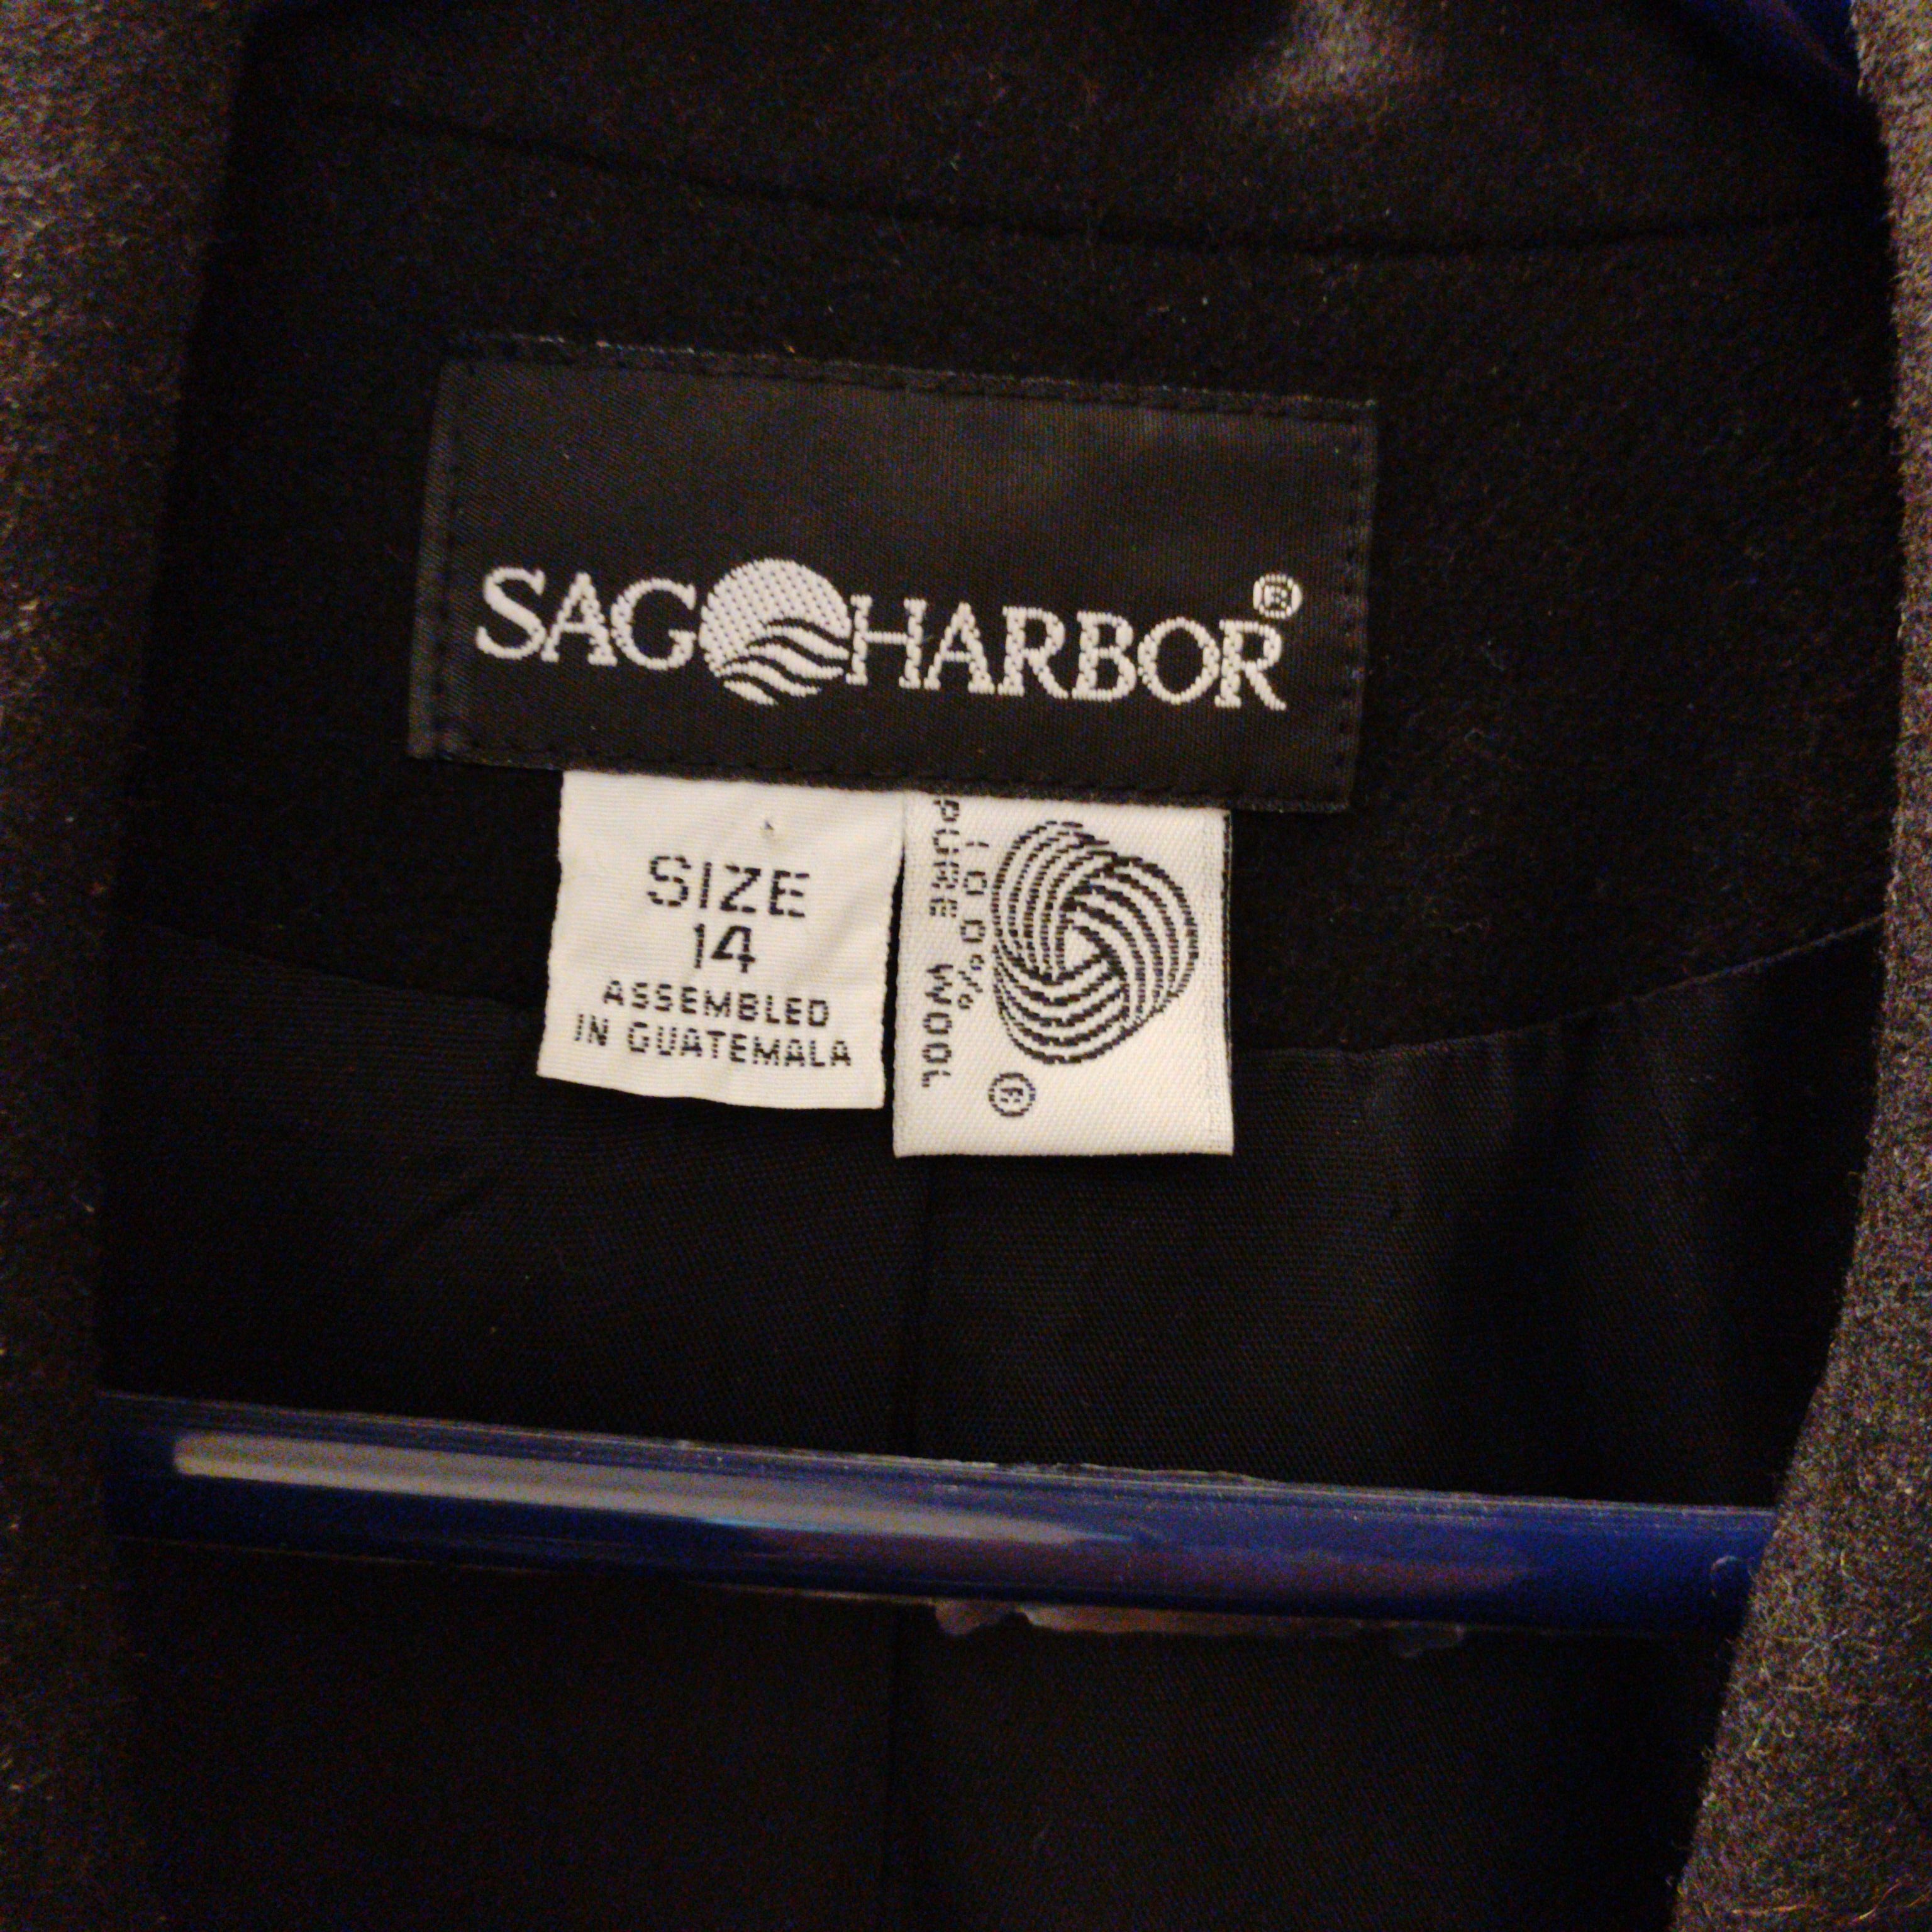 SAG HARBOR®
SIZE
14
ASSEMBLED
IN GUATEMALA
100%
PURE WOOL
®